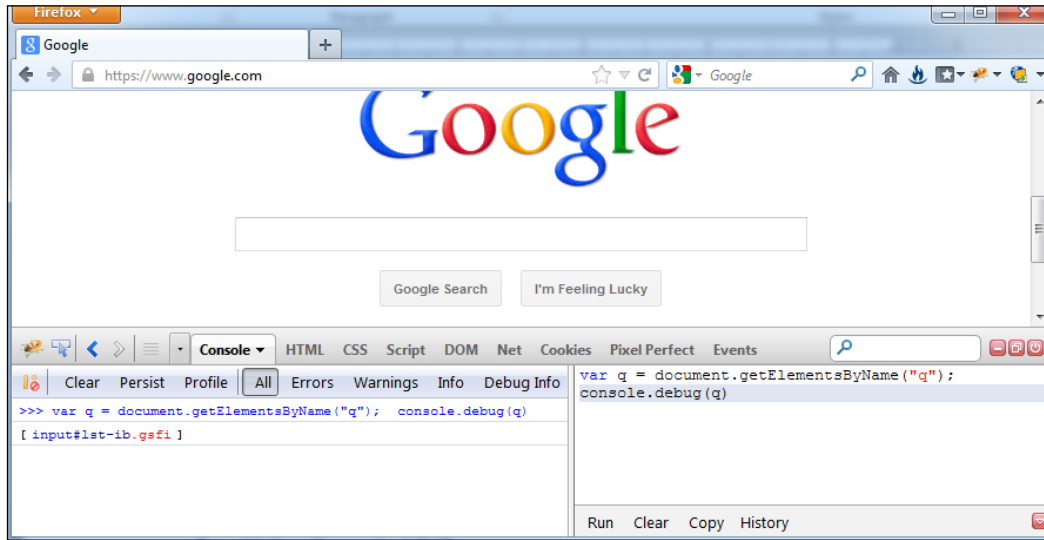 Firefox
Google
https://www.google.com
Google
Google
Google Search I'm Feeling Lucky
Console HTML CSS Script DOM Net Cookies Pixel Perfect Events
Clear Persist Profile All Errors Warnings Info Debug Info
>>> var q = document.getElementsByName("q");  console.debug(q)
[ input#lst-ib.gsfi ]
var q = document.getElementsByName("q");
console.debug(q)
Run Clear Copy History